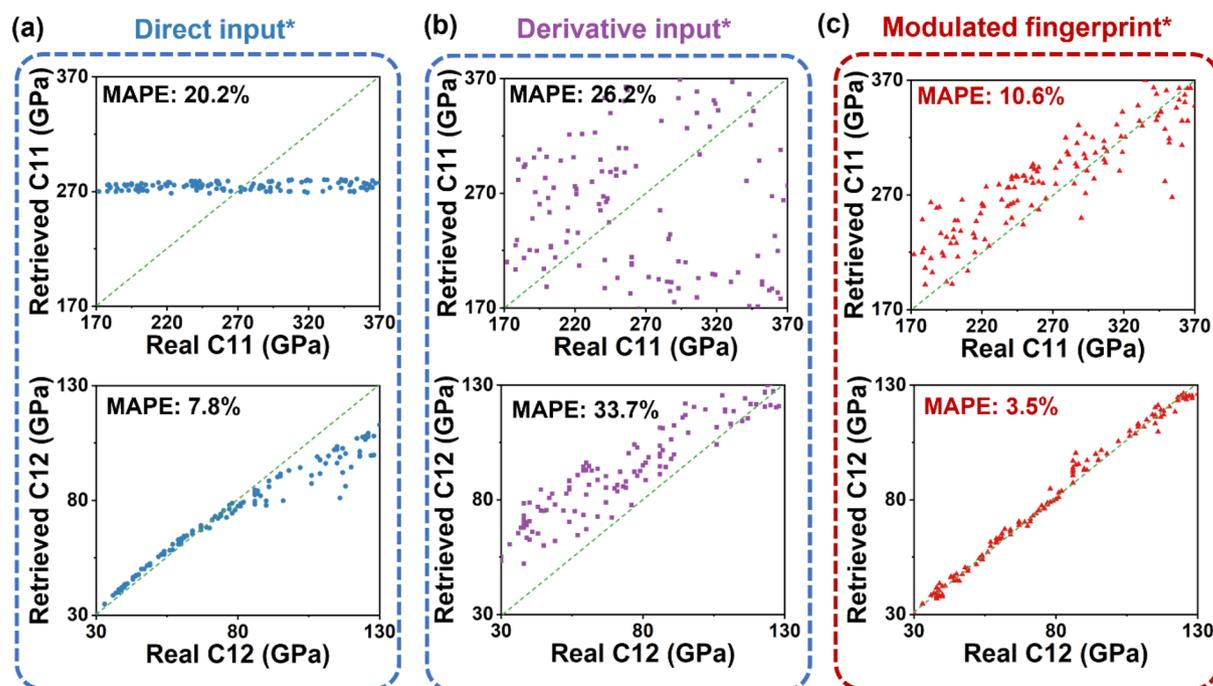 (a) Direct input*
(b) Derivative input*
(c) Modulated fingerprint*
370
270
170
Retrieved C11 (GPa)
MAPE: 20.2%
170 220 270 320 370
Real C11 (GPa)
370
270
170
Retrieved C11 (GPa)
MAPE: 26.2%
170 220 270 320 370
Real C11 (GPa)
370
270
170
Retrieved C11 (GPa)
MAPE: 10.6%
170 220 270 320 370
Real C11 (GPa)
130
80
30
Retrieved C12 (GPa)
MAPE: 7.8%
30 80 130
Real C12 (GPa)
130
80
30
Retrieved C12 (GPa)
MAPE: 33.7%
30 80 130
Real C12 (GPa)
130
80
30
Retrieved C12 (GPa)
MAPE: 3.5%
30 80 130
Real C12 (GPa)